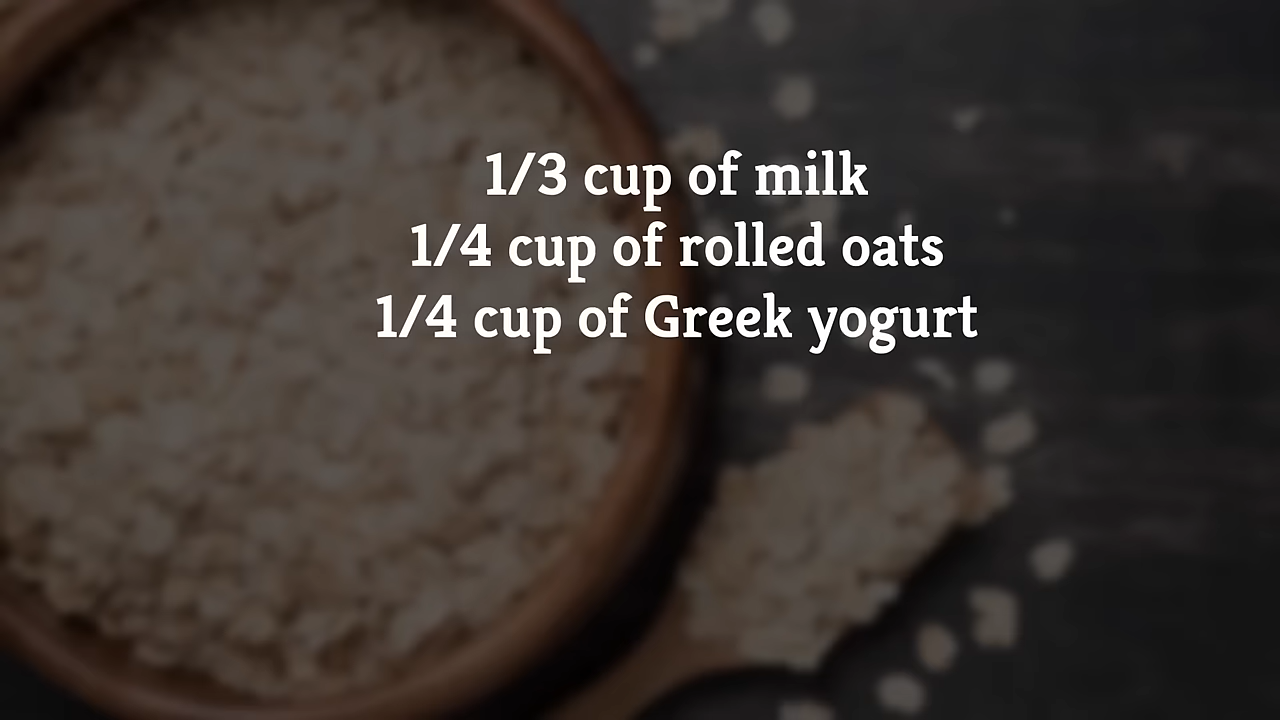 1/3 cup of milk
1/4 cup of rolled oats
1/4 cup of Greek yogurt